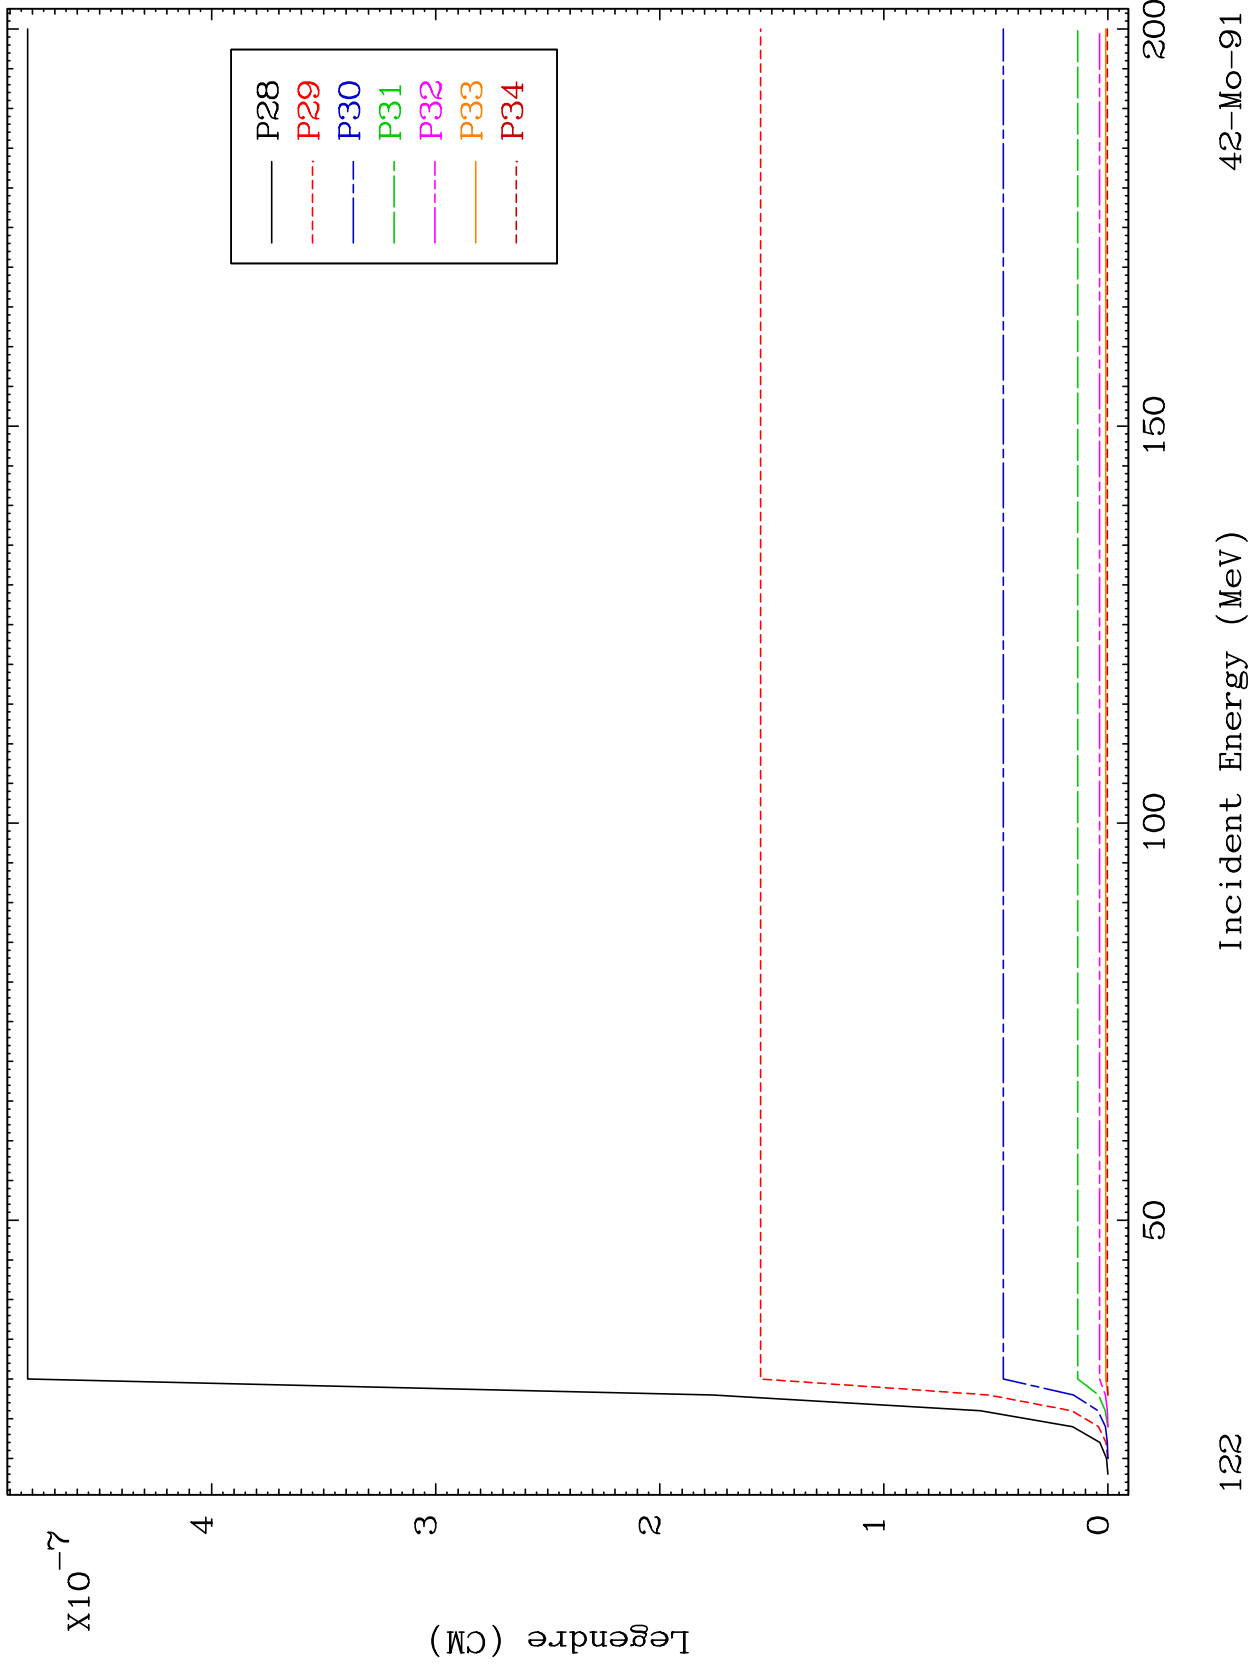 X10-7
Legendre (CM)
4
3
2
1
0
P28
P29
P30
P31
P32
P33
P34
50
100
150
200
Incident Energy (MeV)
122
42-Mo-91